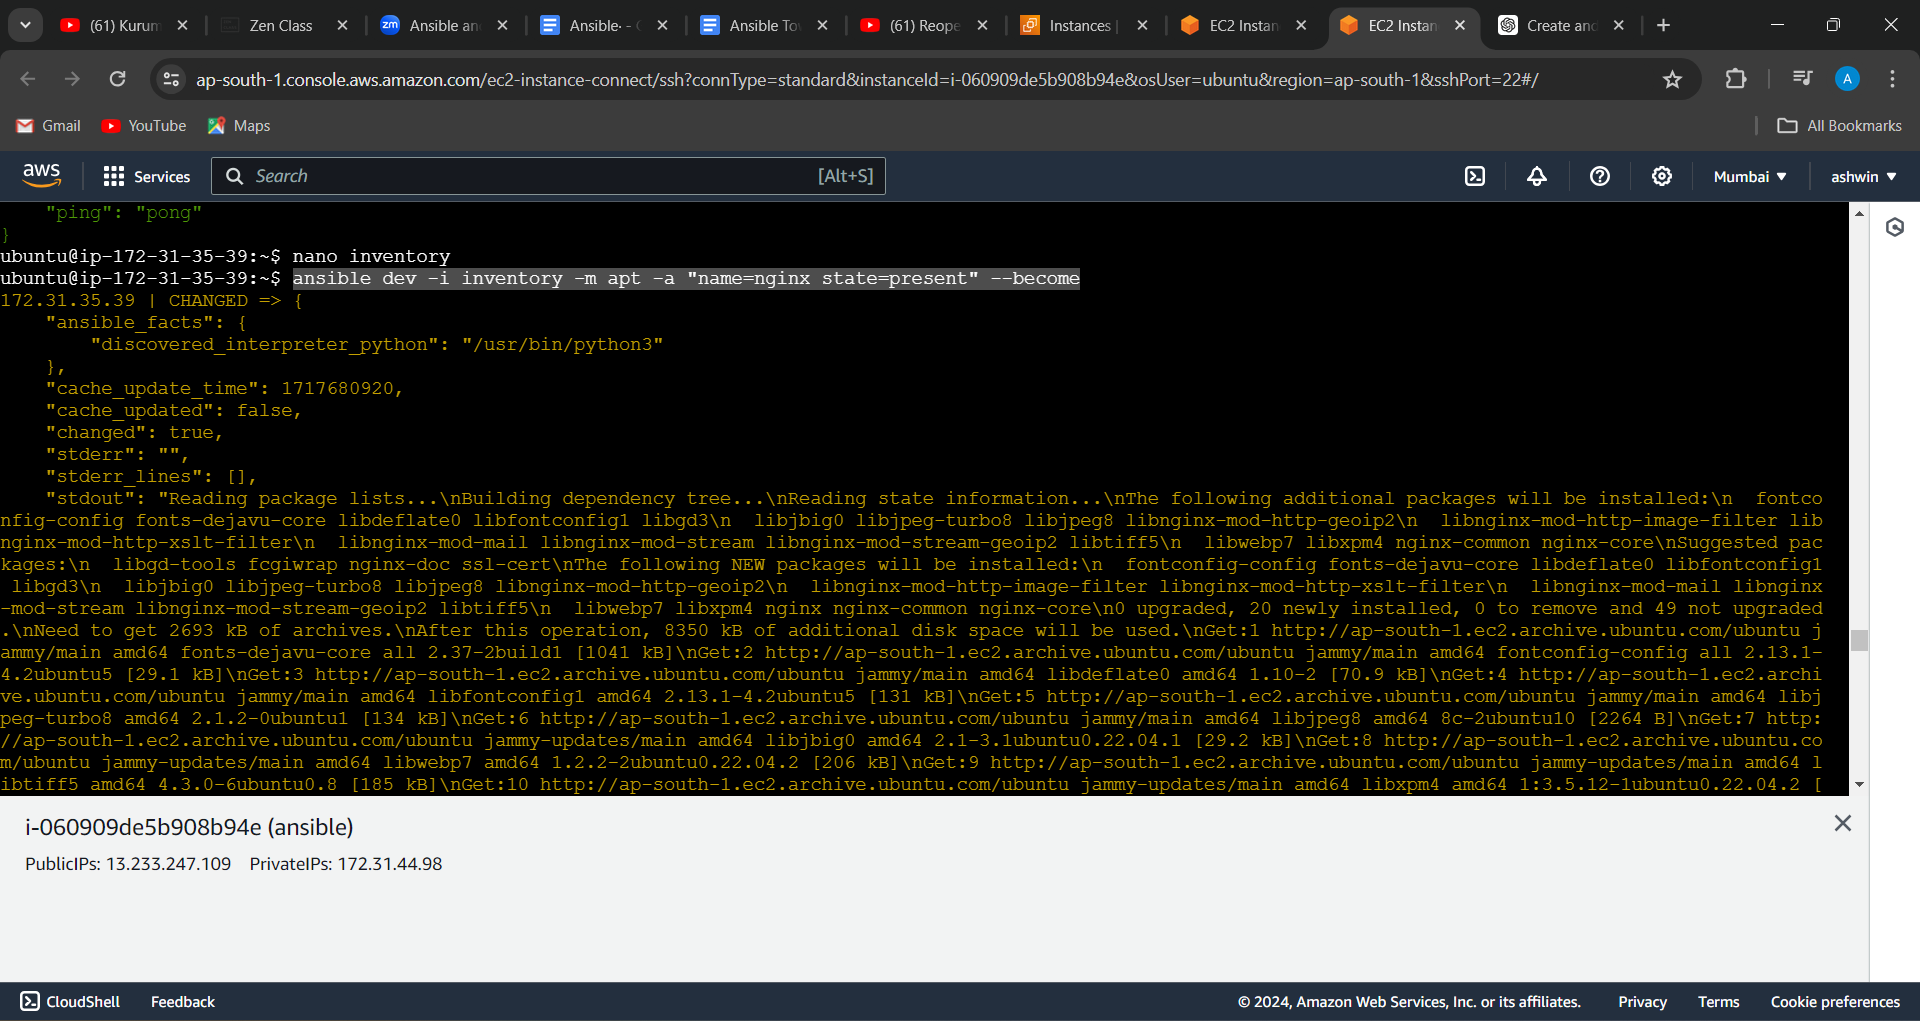 (61) Kurum
Zen Class
Ansible an
Ansible- - G
Ansible Tow
(61) Reope
Instances |
EC2 Instan
EC2 Instan
Create and
ap-south-1.console.aws.amazon.com/ec2-instance-connect/ssh?connType=standard&instanceId=i-060909de5b908b94e&osUser=ubuntu&region=ap-south-1&sshPort=22#/
A
Gmail
YouTube
Maps
All Bookmarks
aws
Services
Search
[Alt+S]
Mumbai
ashwin
"ping": "pong"
}
ubuntu@ip-172-31-35-39:~$ nano inventory
ubuntu@ip-172-31-35-39:~$ ansible dev -i inventory -m apt -a "name=nginx state=present" --become
172.31.35.39 | CHANGED => {
"ansible_facts": {
"discovered_interpreter_python": "/usr/bin/python3"
},
"cache_update_time": 1717680920,
"cache_updated": false,
"changed": true,
"stderr": "",
"stderr_lines": [],
"stdout": "Reading package lists...\nBuilding dependency tree...\nReading state information...\nThe following additional packages will be installed:\n  fontco
nfig-config fonts-dejavu-core libdeflate0 libfontconfig1 libgd3\n  libjbig0 libjpeg-turbo8 libjpeg8 libnginx-mod-http-geoip2\n  libnginx-mod-http-image-filter lib
nginx-mod-http-xslt-filter\n  libnginx-mod-mail libnginx-mod-stream libnginx-mod-stream-geoip2 libtiff5\n  libwebp7 libxpm4 nginx-common nginx-core\nSuggested pac
kages:\n  libgd-tools fcgiwrap nginx-doc ssl-cert\nThe following NEW packages will be installed:\n  fontconfig-config fonts-dejavu-core libdeflate0 libfontconfig1
libgd3\n  libjbig0 libjpeg-turbo8 libjpeg8 libnginx-mod-http-geoip2\n  libnginx-mod-http-image-filter libnginx-mod-http-xslt-filter\n  libnginx-mod-mail libnginx
-mod-stream libnginx-mod-stream-geoip2 libtiff5\n  libwebp7 libxpm4 nginx nginx-common nginx-core\n0 upgraded, 20 newly installed, 0 to remove and 49 not upgraded
.\nNeed to get 2693 kB of archives.\nAfter this operation, 8350 kB of additional disk space will be used.\nGet:1 http://ap-south-1.ec2.archive.ubuntu.com/ubuntu j
ammy/main amd64 fonts-dejavu-core all 2.37-2build1 [1041 kB]\nGet:2 http://ap-south-1.ec2.archive.ubuntu.com/ubuntu jammy/main amd64 fontconfig-config all 2.13.1-
4.2ubuntu5 [29.1 kB]\nGet:3 http://ap-south-1.ec2.archive.ubuntu.com/ubuntu jammy/main amd64 libdeflate0 amd64 1.10-2 [70.9 kB]\nGet:4 http://ap-south-1.ec2.archi
ve.ubuntu.com/ubuntu jammy/main amd64 libfontconfig1 amd64 2.13.1-4.2ubuntu5 [131 kB]\nGet:5 http://ap-south-1.ec2.archive.ubuntu.com/ubuntu jammy/main amd64 libj
peg-turbo8 amd64 2.1.2-0ubuntu1 [134 kB]\nGet:6 http://ap-south-1.ec2.archive.ubuntu.com/ubuntu jammy/main amd64 libjpeg8 amd64 8c-2ubuntu10 [2264 B]\nGet:7 http:
//ap-south-1.ec2.archive.ubuntu.com/ubuntu jammy-updates/main amd64 libjbig0 amd64 2.1-3.1ubuntu0.22.04.1 [29.2 kB]\nGet:8 http://ap-south-1.ec2.archive.ubuntu.co
m/ubuntu jammy-updates/main amd64 libwebp7 amd64 1.2.2-2ubuntu0.22.04.2 [206 kB]\nGet:9 http://ap-south-1.ec2.archive.ubuntu.com/ubuntu jammy-updates/main amd64 l
ibtiff5 amd64 4.3.0-6ubuntu0.8 [185 kB]\nGet:10 http://ap-south-1.ec2.archive.ubuntu.com/ubuntu jammy-updates/main amd64 libxpm4 amd64 1:3.5.12-1ubuntu0.22.04.2 [
i-060909de5b908b94e (ansible)
PublicIPs: 13.233.247.109 PrivateIPs: 172.31.44.98
CloudShell
Feedback
© 2024, Amazon Web Services, Inc. or its affiliates.
Privacy
Terms
Cookie preferences